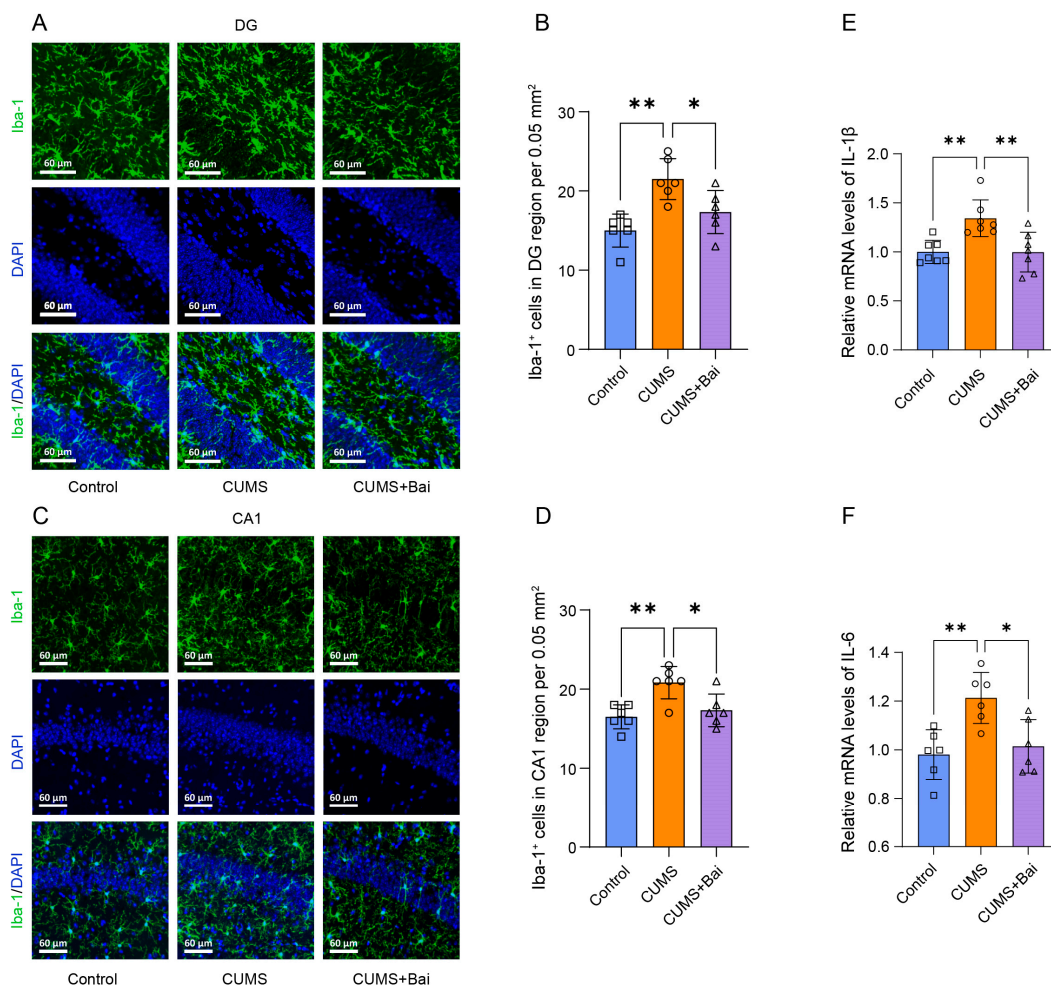 A
DG
Iba-1
60 µm
60 µm
60 µm
DAPI
60 µm
60 µm
60 µm
Iba-1/DAPI
60 µm
60 µm
60 µm
Control
CUMS
CUMS+Bai
B
Iba-1⁺ cells in DG region per 0.05 mm²
30
20
10
0
** *
Control
CUMS
CUMS+Bai
E
Relative mRNA levels of IL-1β
2.0
1.5
1.0
0.5
0.0
** **
Control
CUMS
CUMS+Bai
C
CA1
Iba-1
60 µm
60 µm
60 µm
DAPI
60 µm
60 µm
60 µm
Iba-1/DAPI
60 µm
60 µm
60 µm
Control
CUMS
CUMS+Bai
D
Iba-1⁺ cells in CA1 region per 0.05 mm²
30
20
10
0
** *
Control
CUMS
CUMS+Bai
F
Relative mRNA levels of IL-6
1.4
1.2
1.0
0.8
0.6
** *
Control
CUMS
CUMS+Bai